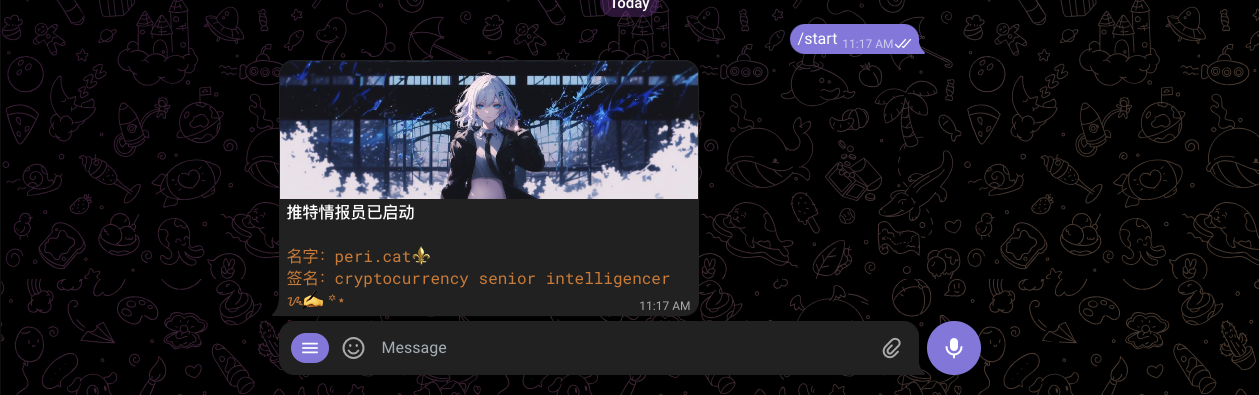 Today
/start 11:17 AM
推特情报员已启动
名字: peri.cat⚜️
签名: cryptocurrency senior intelligencer
ᝰ✍️ ꙳⋆
11:17 AM
Message